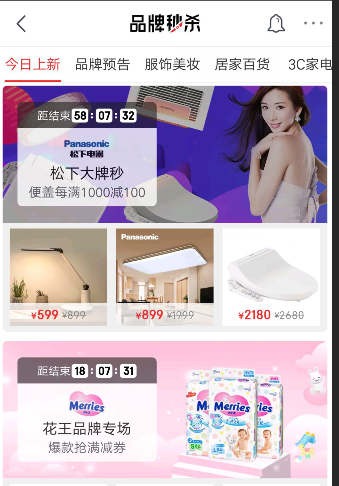 品牌秒杀
今日上新 品牌预告 服饰美妆 居家百货 3C家电
距结束 58:07:32
Panasonic
松下电器
松下大牌秒
便盖每满1000减100
Panasonic
¥599 ¥899
¥899 ¥1999
¥2180 ¥2680
距结束 18:07:31
Merries
花王品牌专场
爆款抢满减券
Merries
Merries